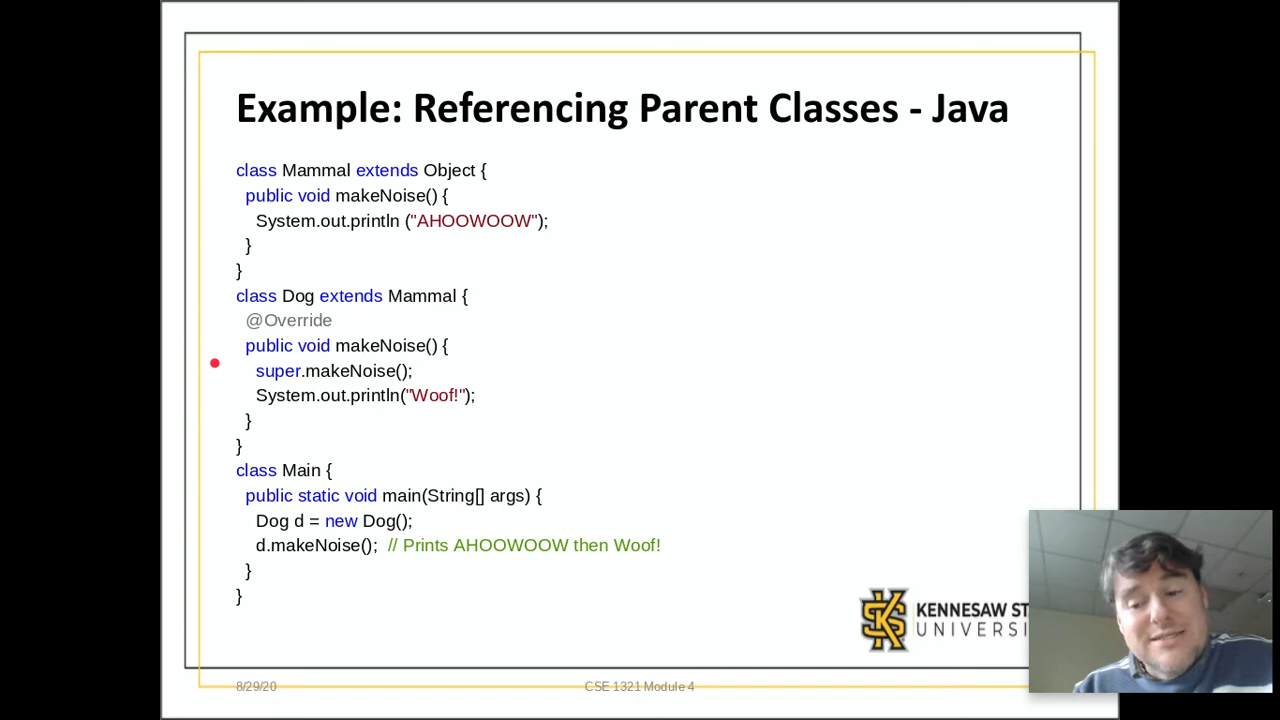 Example: Referencing Parent Classes - Java
class Mammal extends Object {
public void makeNoise() {
System.out.println ("AHOOWOOW");
}
}
class Dog extends Mammal {
@Override
public void makeNoise() {
super.makeNoise();
System.out.println("Woof!");
}
}
class Main {
public static void main(String[] args) {
Dog d = new Dog();
d.makeNoise();  // Prints AHOOWOOW then Woof!
}
}
KENNESAW ST
UNIVERSI
8/29/20
CSE 1321 Module 4